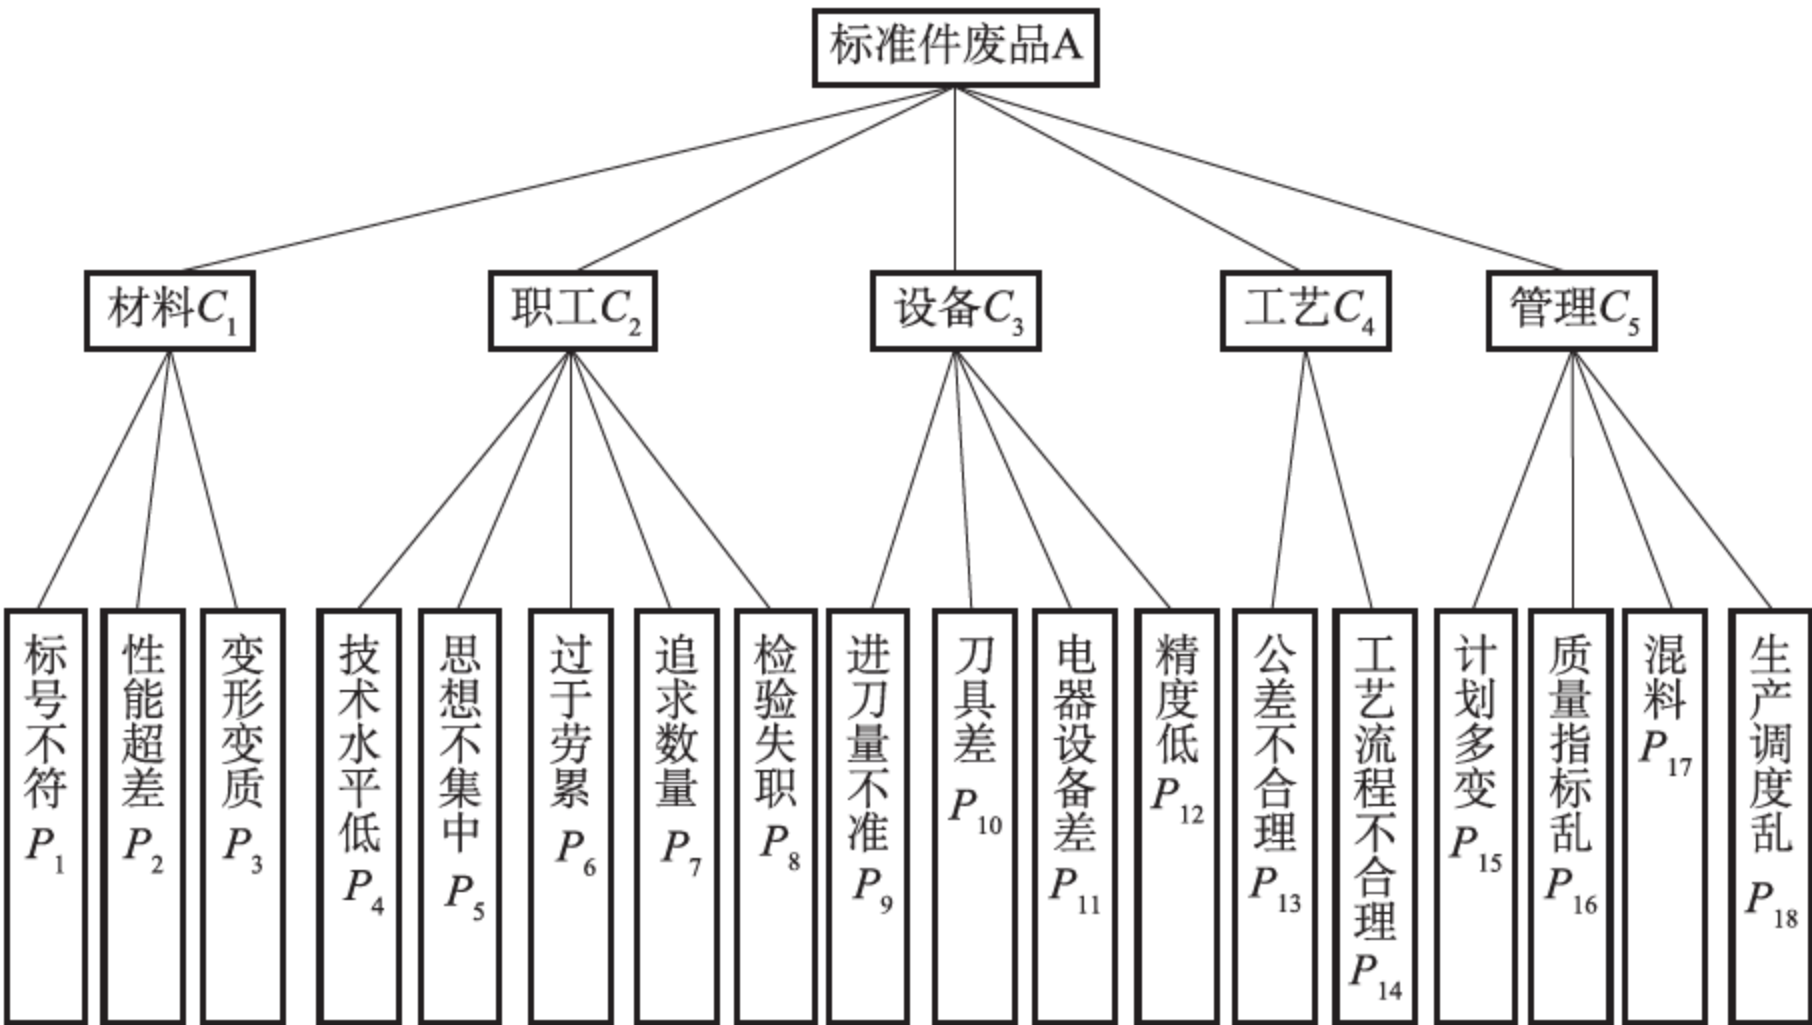 标准件废品A
材料C₁
职工C₂
设备C₃
工艺C₄
管理C₅
标号不符P₁
性能超差P₂
变形变质P₃
技术水平低P₄
思想不集中P₅
过于劳累P₆
追求数量P₇
检验失职P₈
进刀量不准P₉
刀具差P₁₀
电器设备差P₁₁
精度低P₁₂
公差不合理P₁₃
工艺流程不合理P₁₄
计划多变P₁₅
质量指标乱P₁₆
混料P₁₇
生产调度乱P₁₈